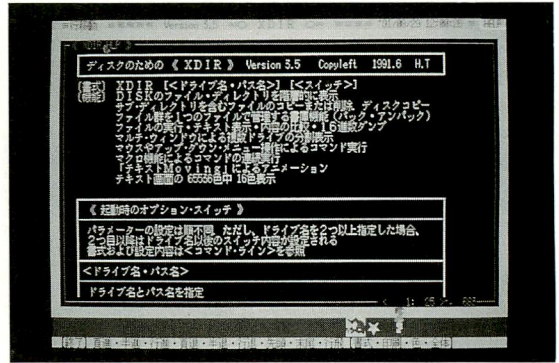 ディスクのための 《 XDIR 》 Version 3.5 Copyleft 1991.6 H.T
[書式] XDIR [<ドライブ名・パス名>] [<スイッチ>]
[機能] DISKのファイル・ディレクトリを階層的に表示
サブ・ディレクトリを含むファイルのコピーまたは削除、ディスクコピー
ファイル群を1つのファイルで管理する書庫機能(パック・アンパック)
ファイルの実行・テキスト表示・内容の比較・16進数ダンプ
マルチ・ウィンドウによる複数ドライブの分割表示
マウスやアップ・ダウン・メニュー操作によるコマンド実行
マクロ機能によるコマンドの連続実行
「テキストMoving」によるアニメーション
テキスト画面の 65536色中 16色表示
《 起動時のオプション・スイッチ 》
パラメーターの設定は順不同、ただし、ドライブ名を2つ以上指定した場合、
2つ目以降はドライブ名以後のスイッチ内容が設定される
書式および設定内容は<コマンド・ライン>を参照
<ドライブ名・パス名>
ドライブ名とパス名を指定